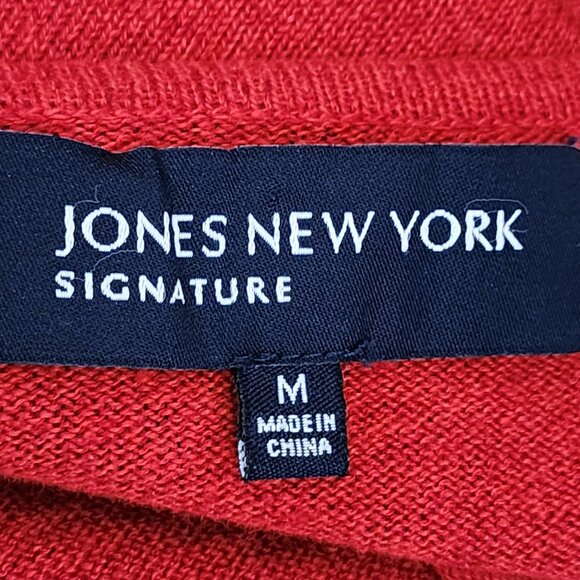 JONES NEW YORK
SIGNATURE
M
MADE IN
CHINA